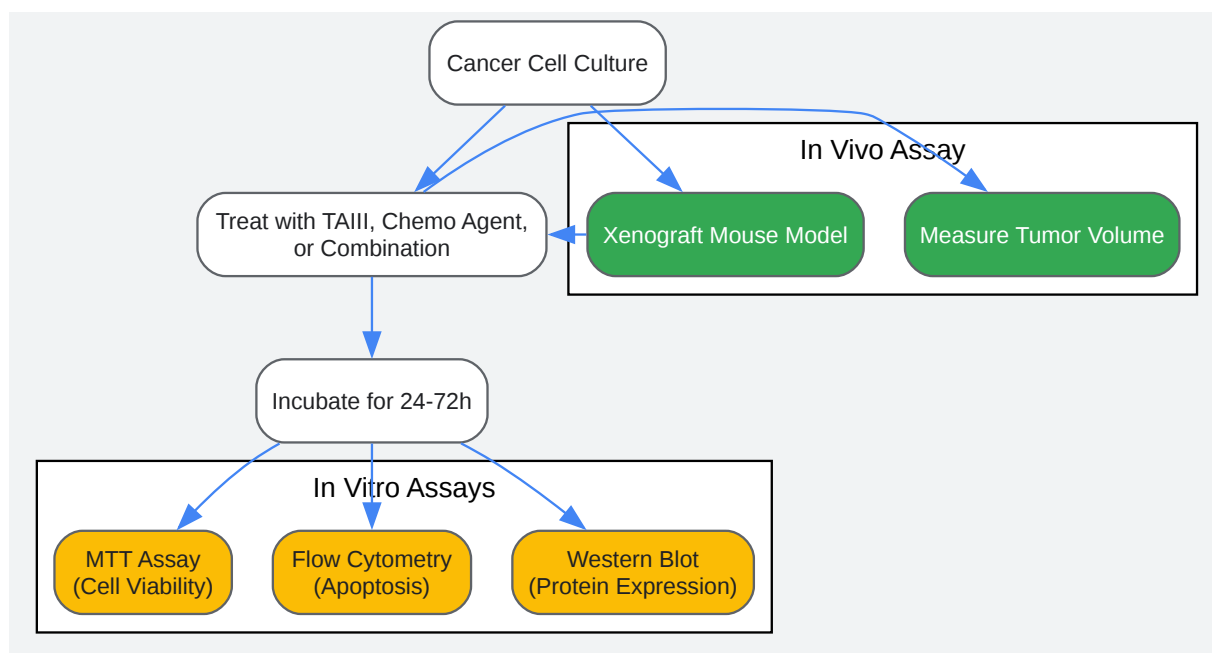 Cancer Cell Culture
In Vivo Assay
Treat with TAIII, Chemo Agent,
or Combination
Xenograft Mouse Model
Measure Tumor Volume
Incubate for 24-72h
In Vitro Assays
MTT Assay
(Cell Viability)
Flow Cytometry
(Apoptosis)
Western Blot
(Protein Expression)